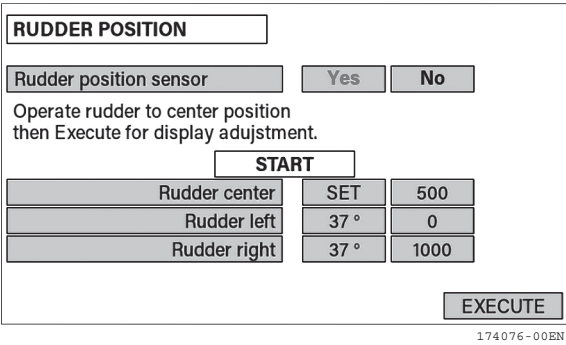 RUDDER POSITION
Rudder position sensor Yes No
Operate rudder to center position
then Execute for display adujstment.
START
Rudder center SET 500
Rudder left 37 ° 0
Rudder right 37 ° 1000
EXECUTE
174076-00EN